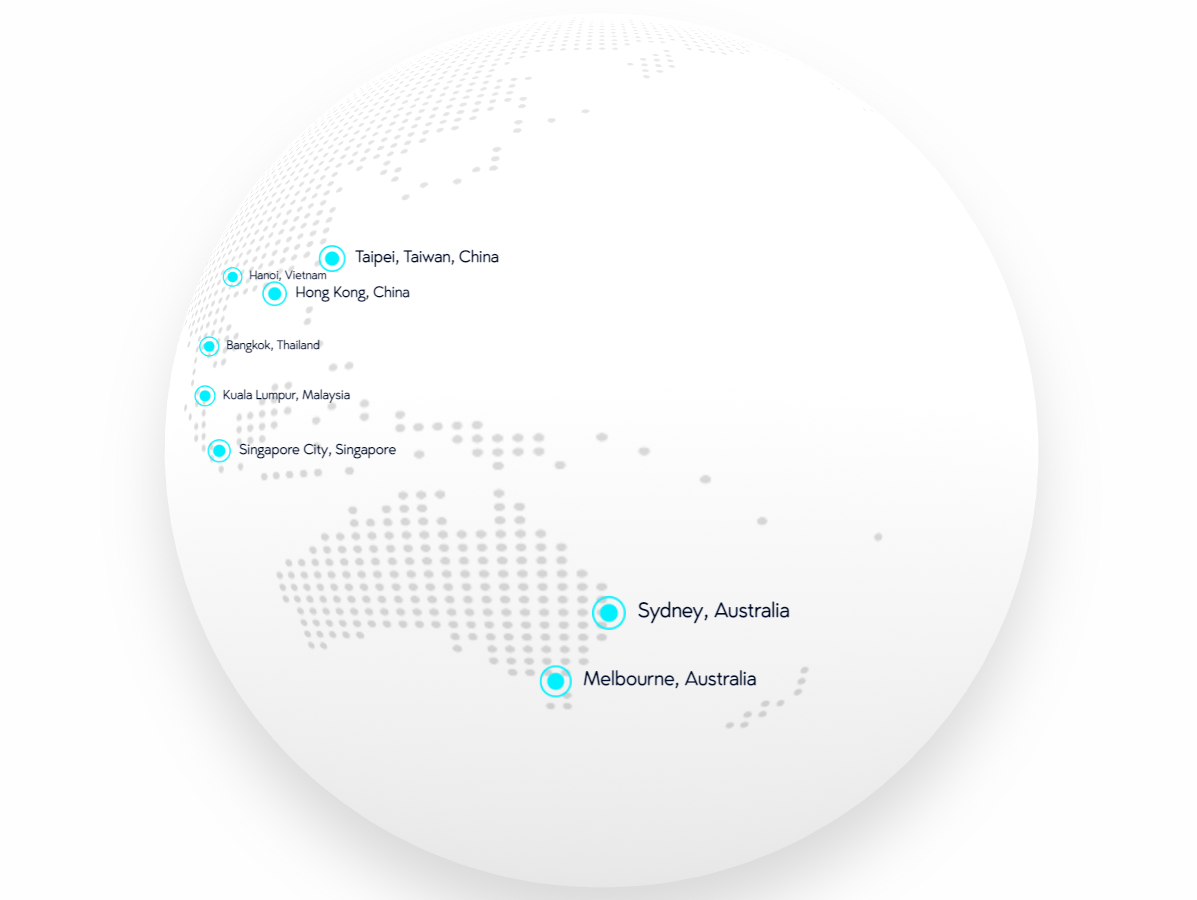 Taipei, Taiwan, China
Hanoi, Vietnam
Hong Kong, China
Bangkok, Thailand
Kuala Lumpur, Malaysia
Singapore City, Singapore
Sydney, Australia
Melbourne, Australia